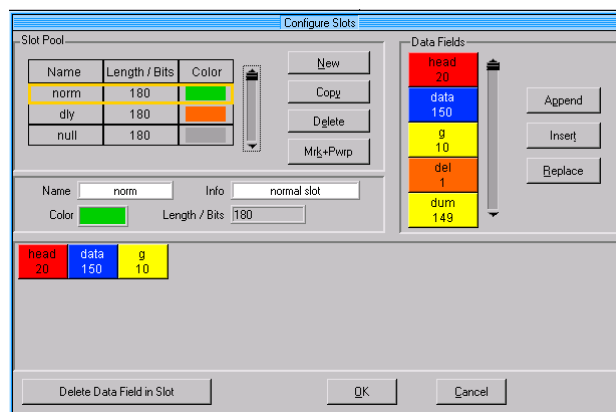 Configure Slots
Slot Pool
Name Length / Bits Color
norm 180
dly 180
null 180
New
Copy
Delete
Mrk+Pwrp
Data Fields
head
20
data
150
g
10
del
1
dum
149
Append
Insert
Replace
Name norm Info normal slot
Color Length / Bits 180
head data g
20 150 10
Delete Data Field in Slot OK Cancel